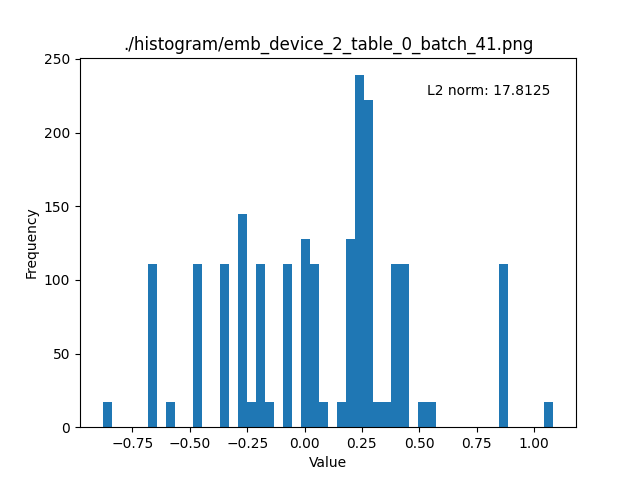 ./histogram/emb_device_2_table_0_batch_41.png
L2 norm: 17.8125
Frequency
250
200
150
100
50
0
−0.75 −0.50 −0.25 0.00 0.25 0.50 0.75 1.00
Value